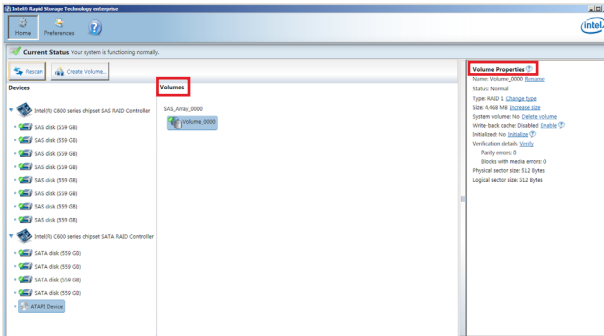 Intel® Rapid Storage Technology enterprise
Home
Preferences
?
(intel)
Current Status Your system is functioning normally.
Rescan
Create Volume...
Devices
Intel(R) C600 series chipset SAS RAID Controller
SAS disk (559 GB)
SAS disk (559 GB)
SAS disk (559 GB)
SAS disk (559 GB)
SAS disk (559 GB)
SAS disk (559 GB)
SAS disk (559 GB)
SAS disk (559 GB)
Intel(R) C600 series chipset SATA RAID Controller
SATA disk (559 GB)
SATA disk (559 GB)
SATA disk (559 GB)
SATA disk (559 GB)
ATAPI Device
Volumes
SAS_Array_0000
Volume_0000
Volume Properties ?
Name: Volume_0000 Rename
Status: Normal
Type: RAID 1 Change type
Size: 4,468 MB Increase size
System volume: No Delete volume
Write-back cache: Disabled Enable ?
Initialized: No Initialize ?
Verification details Verify
Parity errors: 0
Blocks with media errors: 0
Physical sector size: 512 Bytes
Logical sector size: 512 Bytes